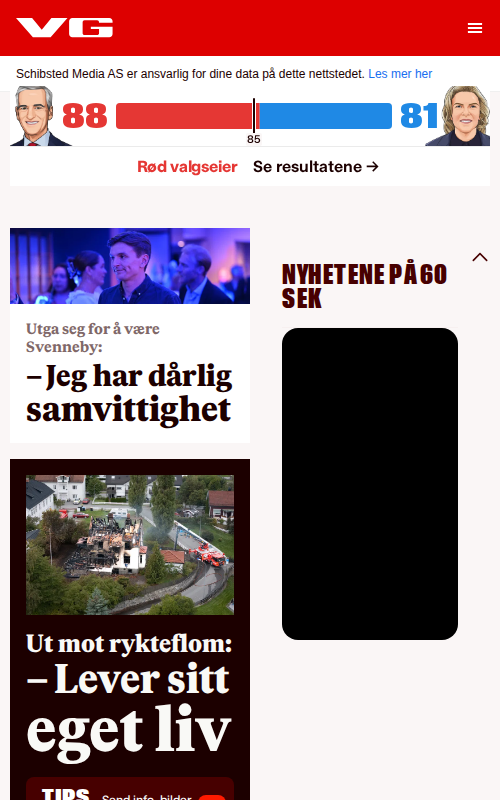 VG
Schibsted Media AS er ansvarlig for dine data på dette nettstedet. Les mer her
88
81
85
Rød valgseier Se resultatene →
Utga seg for å være
Svenneby:
– Jeg har dårlig
samvittighet
NYHETENE PÅ 60
SEK
Ut mot rykteflom:
– Lever sitt
eget liv
TIPS Send info, bilder